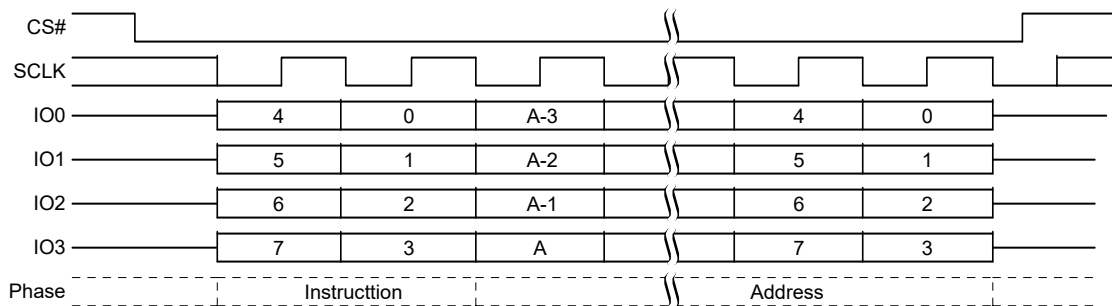 CS#
SCLK
IO0 4 0 A-3 4 0
IO1 5 1 A-2 5 1
IO2 6 2 A-1 6 2
IO3 7 3 A 7 3
Phase Instructtion Address